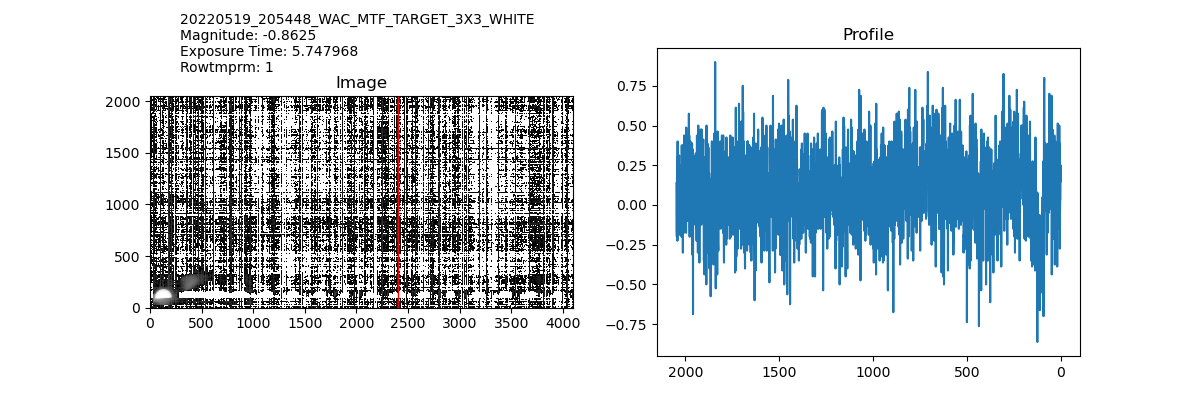 20220519_205448_WAC_MTF_TARGET_3X3_WHITE
Magnitude: -0.8625
Exposure Time: 5.747968
Rowtmprm: 1
Image
2000
1500
1000
500
0
0 500 1000 1500 2000 2500 3000 3500 4000
Profile
0.75
0.50
0.25
0.00
−0.25
−0.50
−0.75
2000 1500 1000 500 0